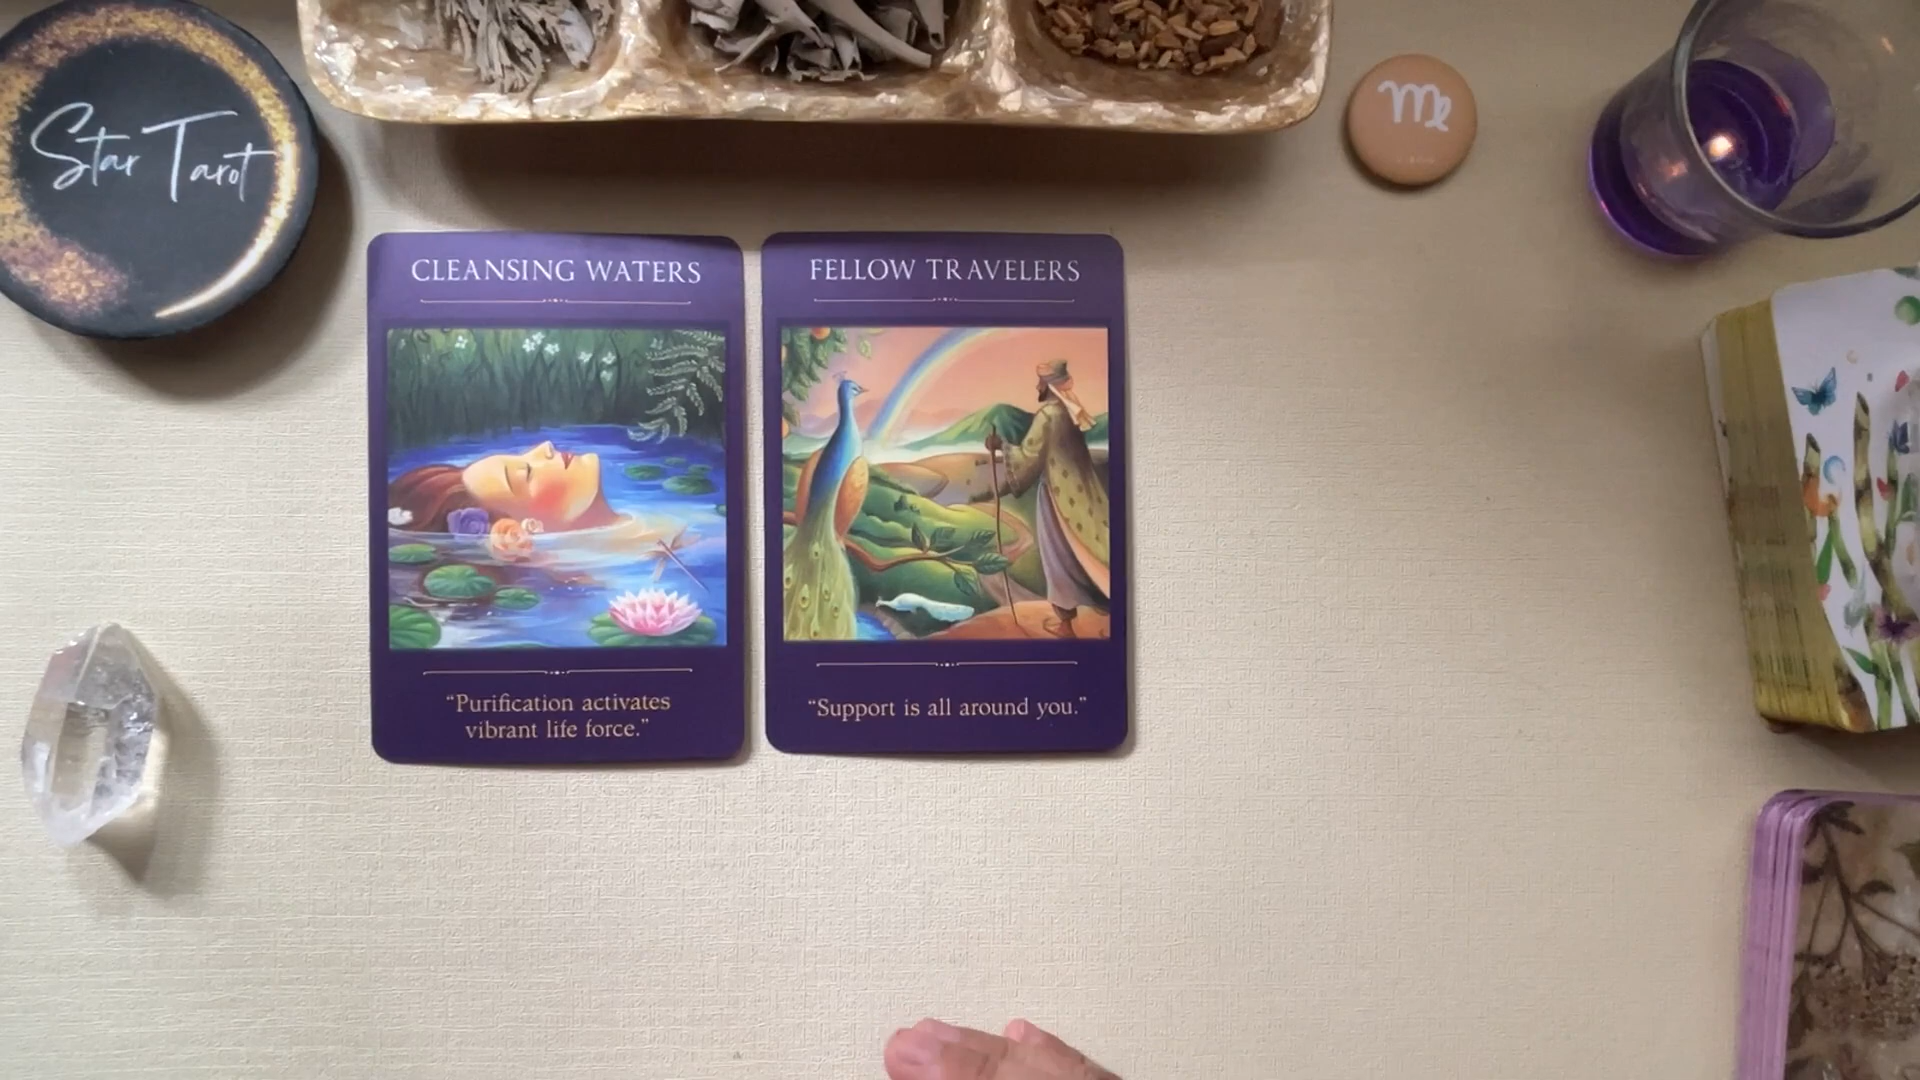 Star Tarot
CLEANSING WATERS
"Purification activates
vibrant life force."
FELLOW TRAVELERS
"Support is all around you."